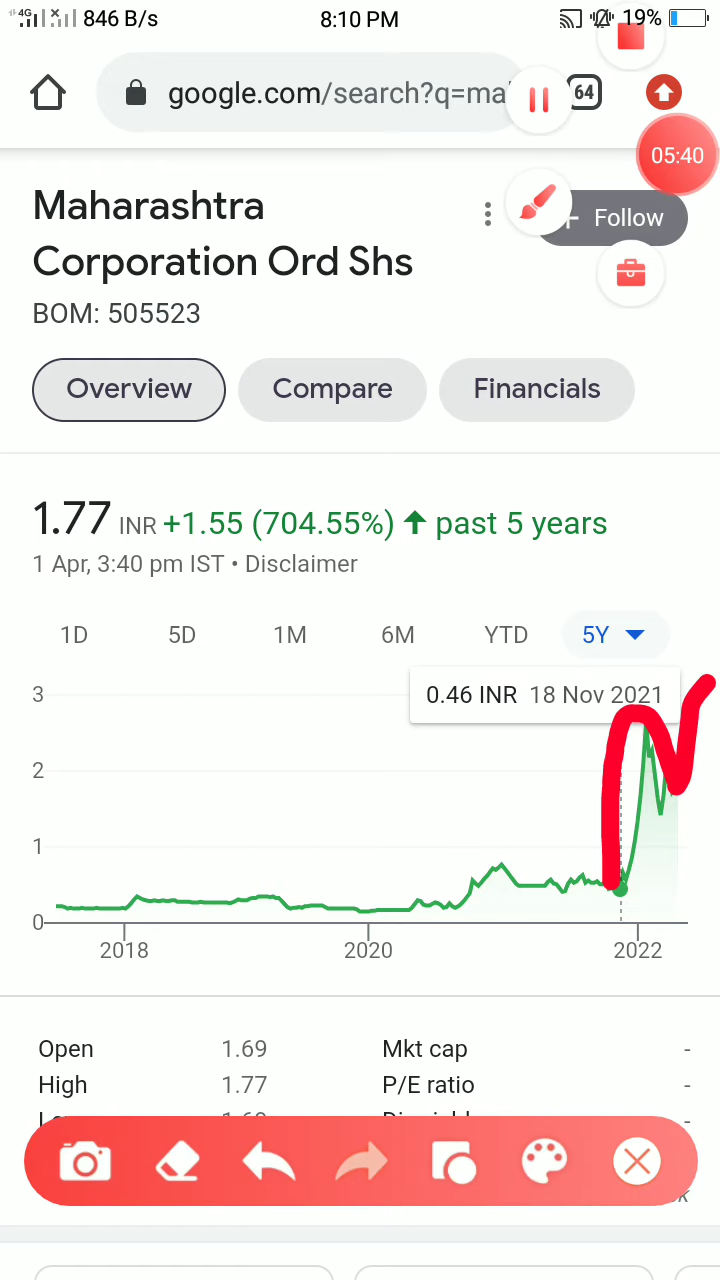 4G 846 B/s 8:10 PM 19%
google.com/search?q=ma 64
05:40
Maharashtra
Corporation Ord Shs
Follow
BOM: 505523
Overview Compare Financials
1.77 INR +1.55 (704.55%) ↑ past 5 years
1 Apr, 3:40 pm IST • Disclaimer
1D 5D 1M 6M YTD 5Y
0.46 INR 18 Nov 2021
3
2
1
0
2018 2020 2022
Open 1.69 Mkt cap -
High 1.77 P/E ratio -